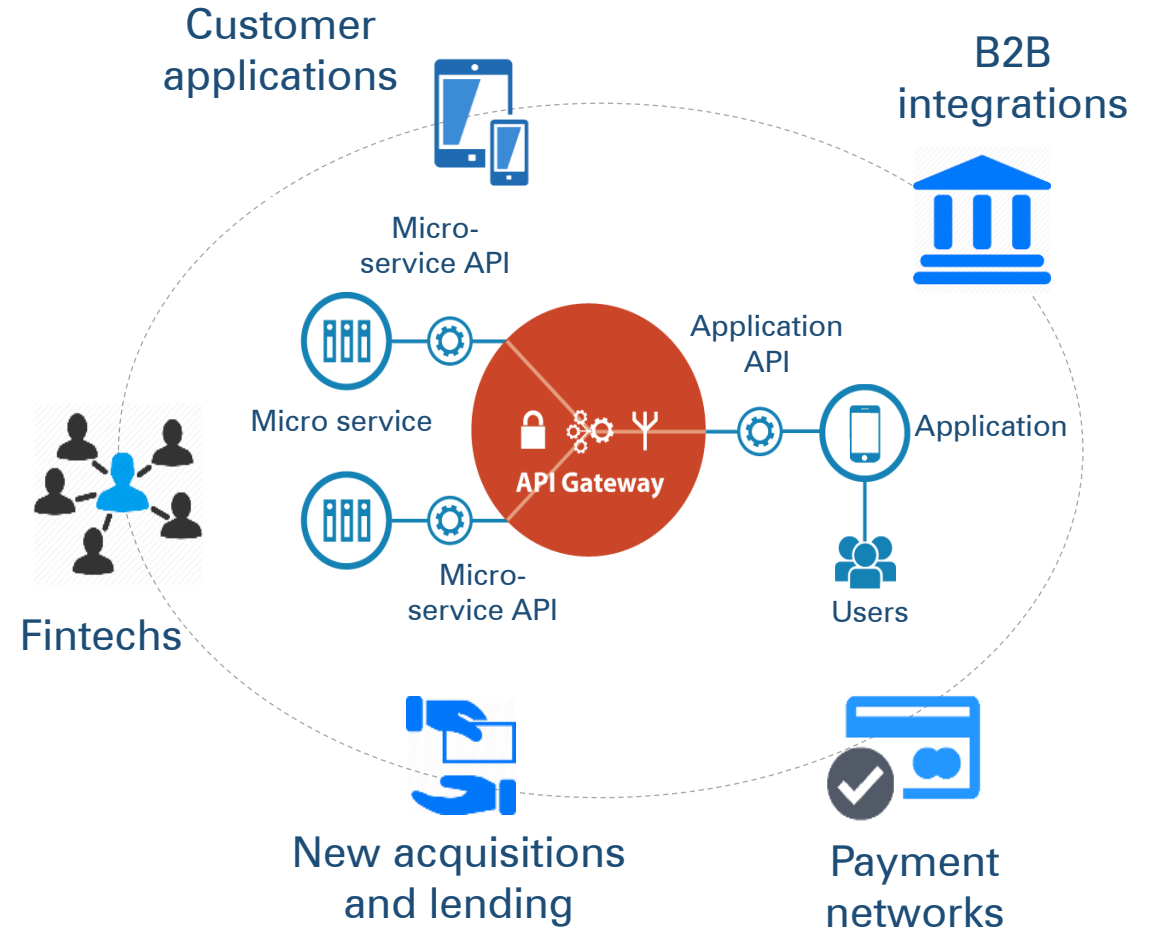 Customer
applications
B2B
integrations
Micro-
service API
Application
API
Micro service
Application
API Gateway
Micro-
service API
Users
Fintechs
New acquisitions
and lending
Payment
networks